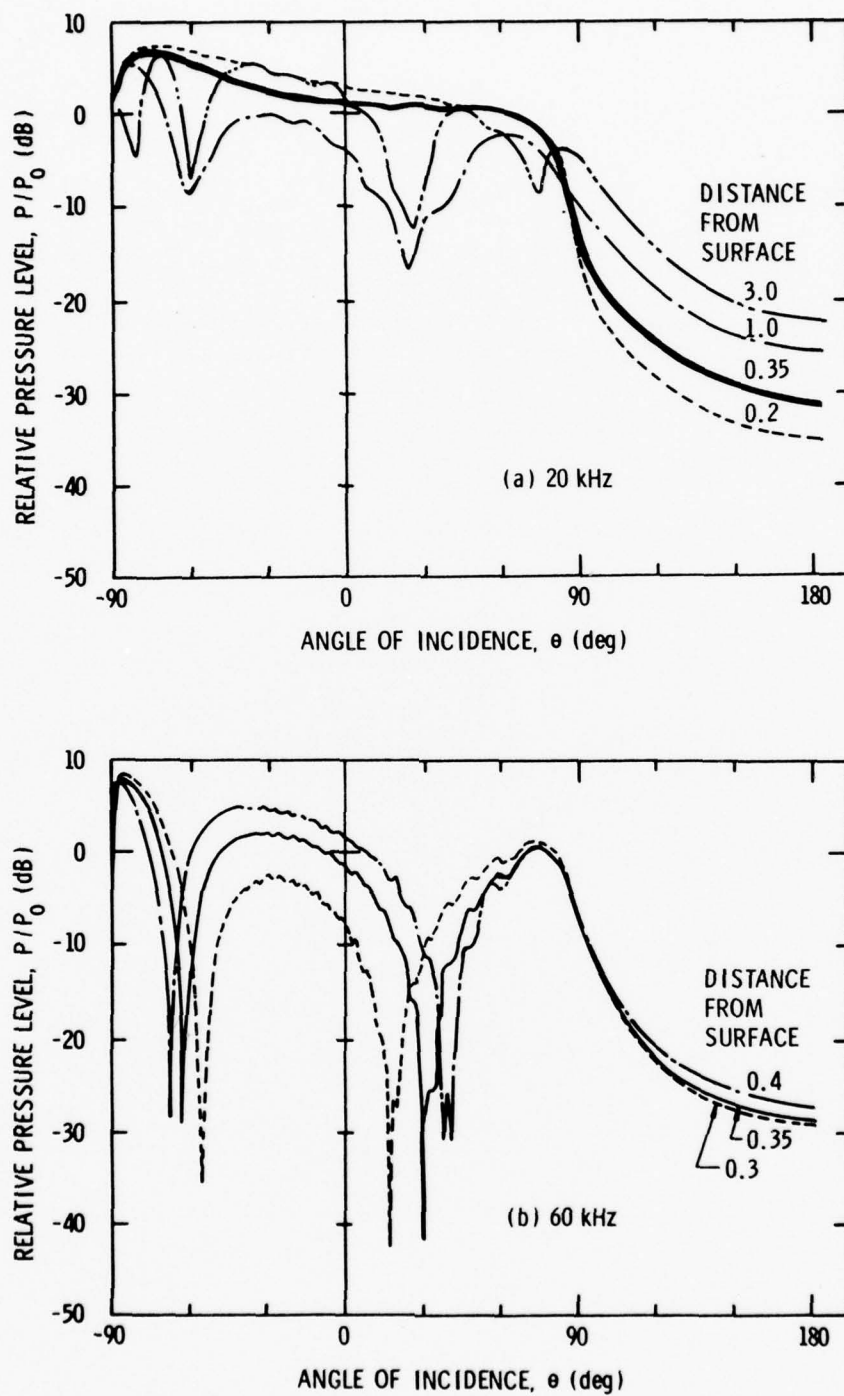 10
0
-10
-20
-30
-40
-50
RELATIVE PRESSURE LEVEL, P/P₀ (dB)
DISTANCE
FROM
SURFACE
3.0
1.0
0.35
0.2
(a) 20 kHz
-90
0
90
180
ANGLE OF INCIDENCE, θ (deg)
10
0
-10
-20
-30
-40
-50
RELATIVE PRESSURE LEVEL, P/P₀ (dB)
DISTANCE
FROM
SURFACE
0.4
0.35
0.3
(b) 60 kHz
-90
0
90
180
ANGLE OF INCIDENCE, θ (deg)